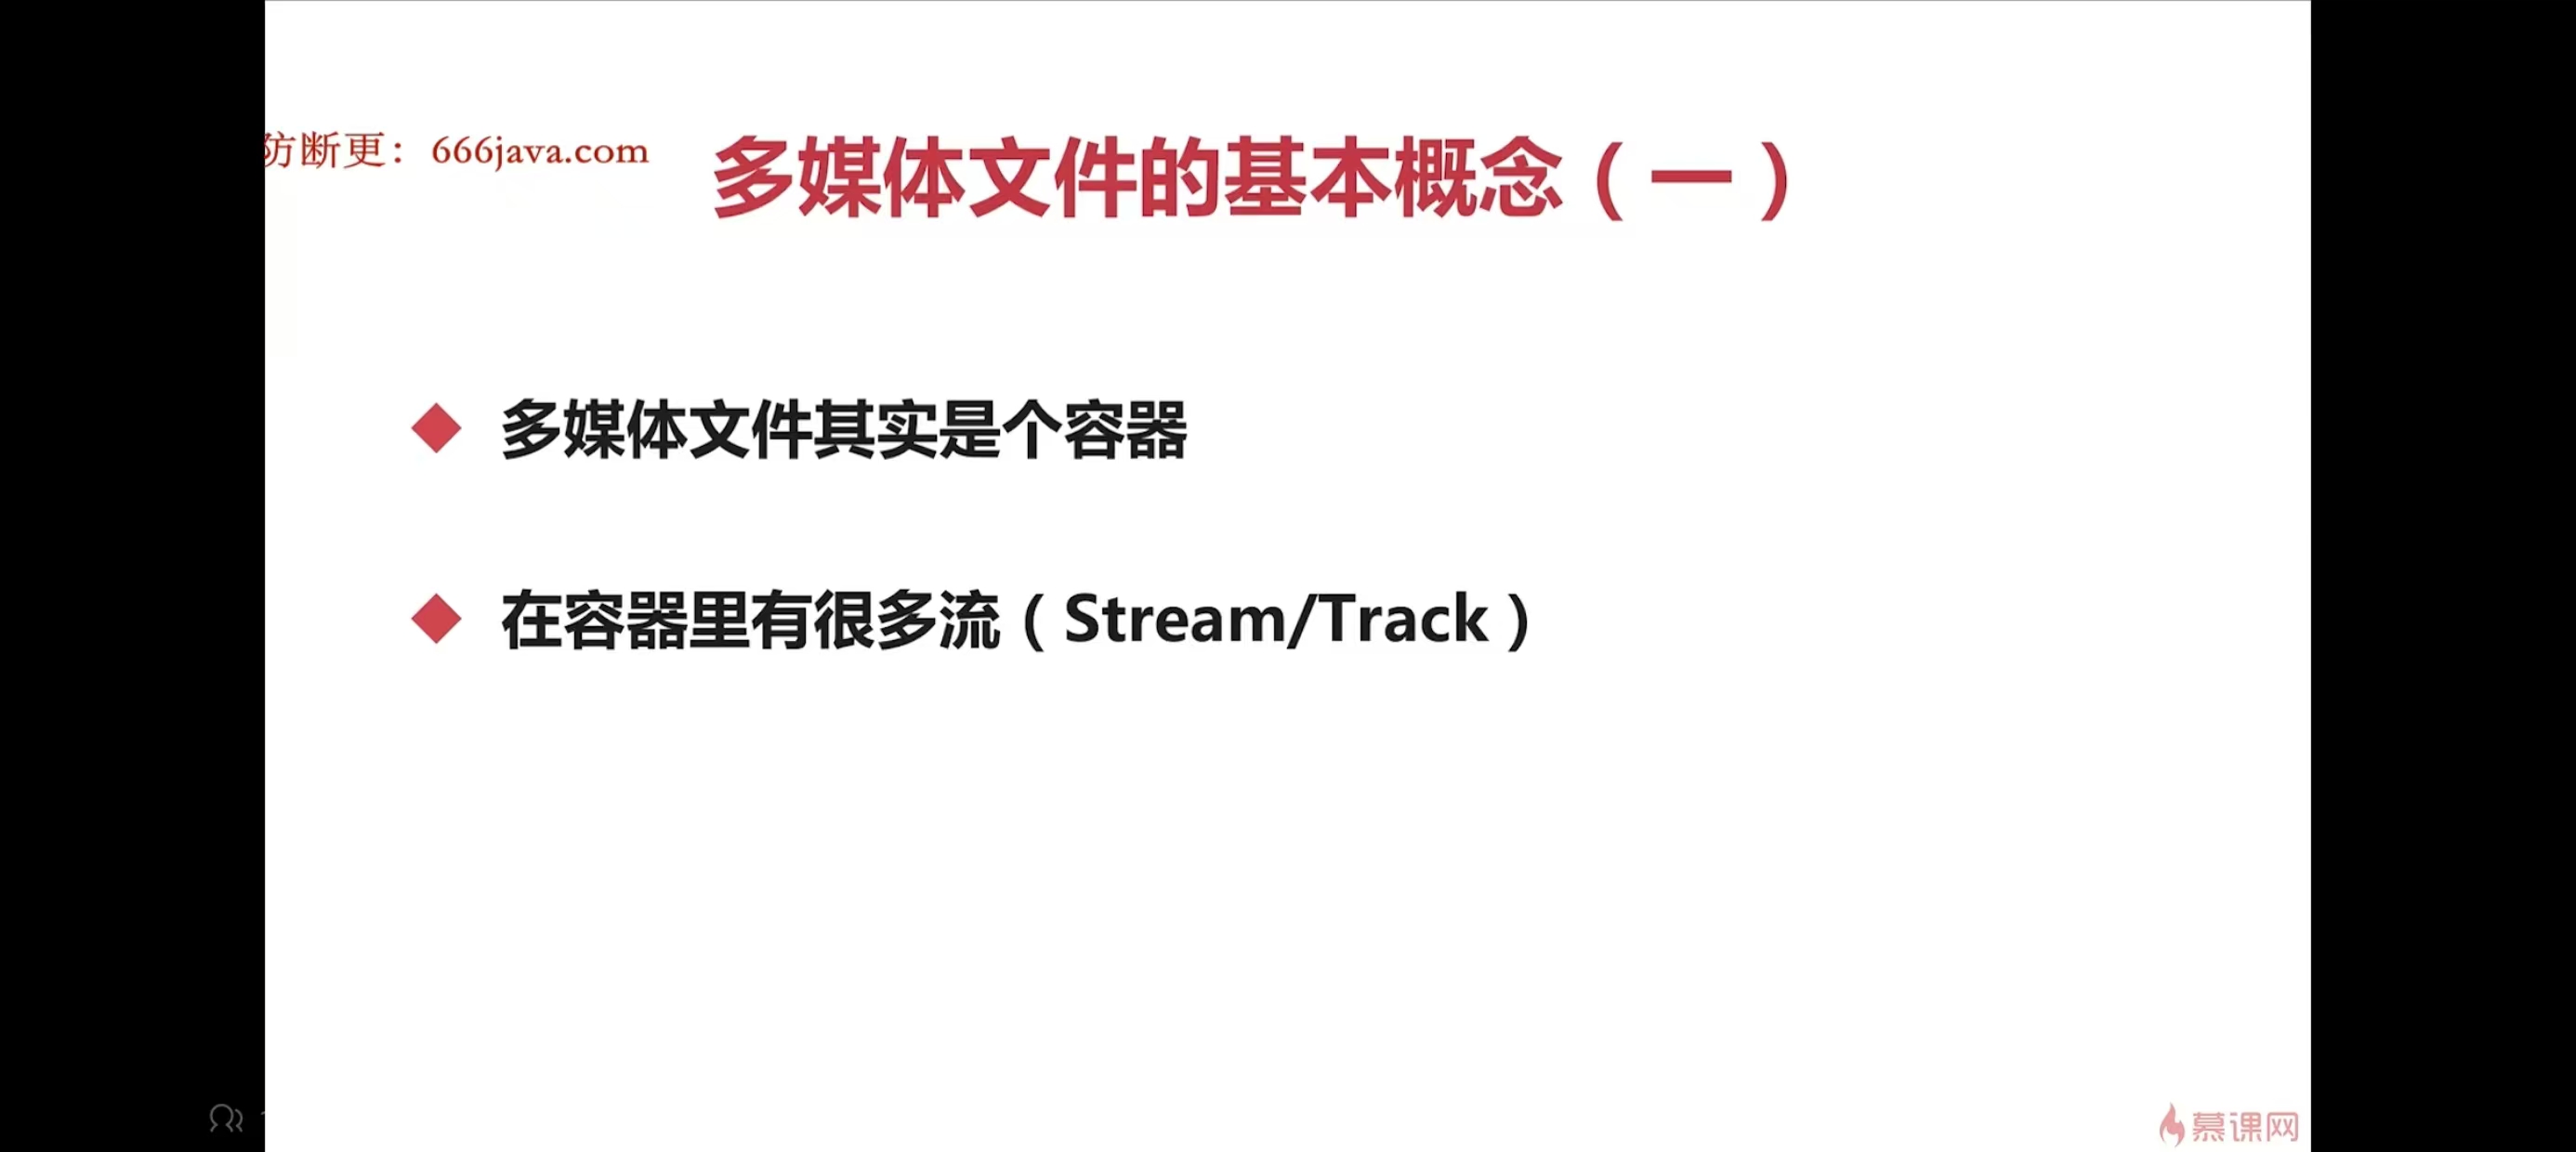 防断更：666java.com
多媒体文件的基本概念（一）
多媒体文件其实是个容器
在容器里有很多流（Stream/Track）
慕课网